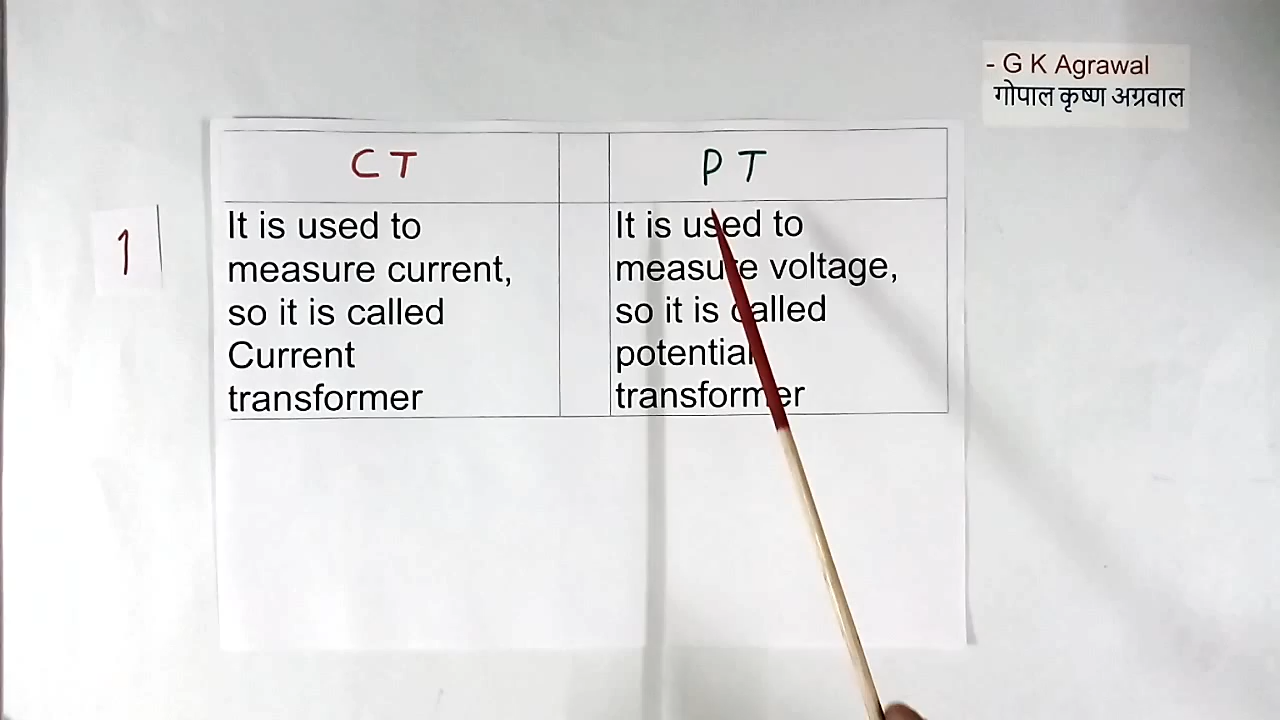 - G K Agrawal
गोपाल कृष्ण अग्रवाल
CT
PT
1
It is used to
measure current,
so it is called
Current
transformer
It is used to
measure voltage,
so it is called
potential
transformer